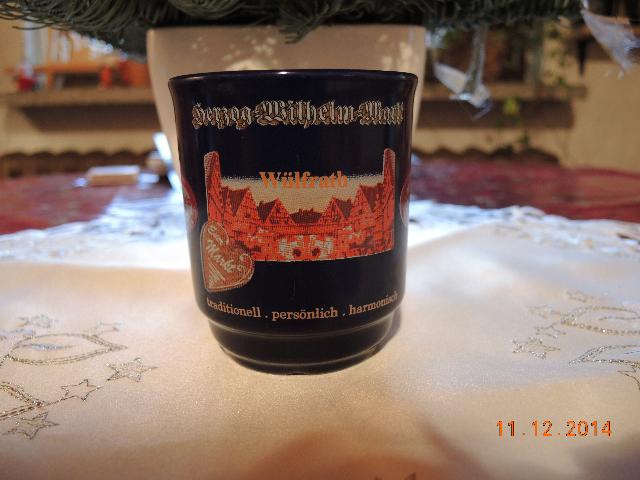 Herzog-Wilhelm-Markt
Wülfrath
traditionell . persönlich . harmonisch
11.12.2014